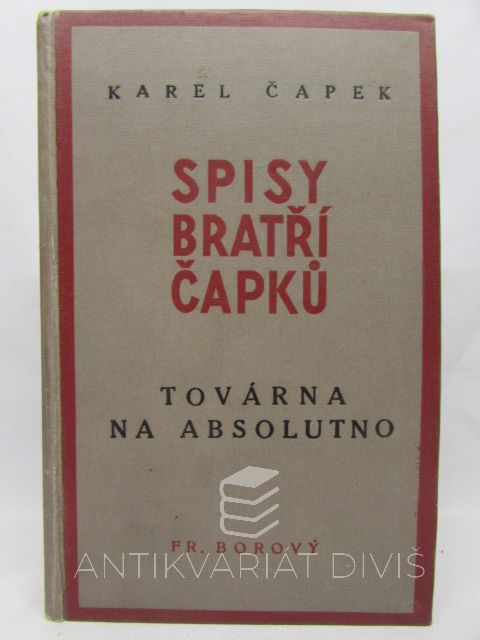 KAREL ČAPEK
SPISY
BRATŘÍ
ČAPKŮ
TOVÁRNA
NA ABSOLUTNO
FR. BOROVÝ
ANTIKVARIÁT DIVIŠ